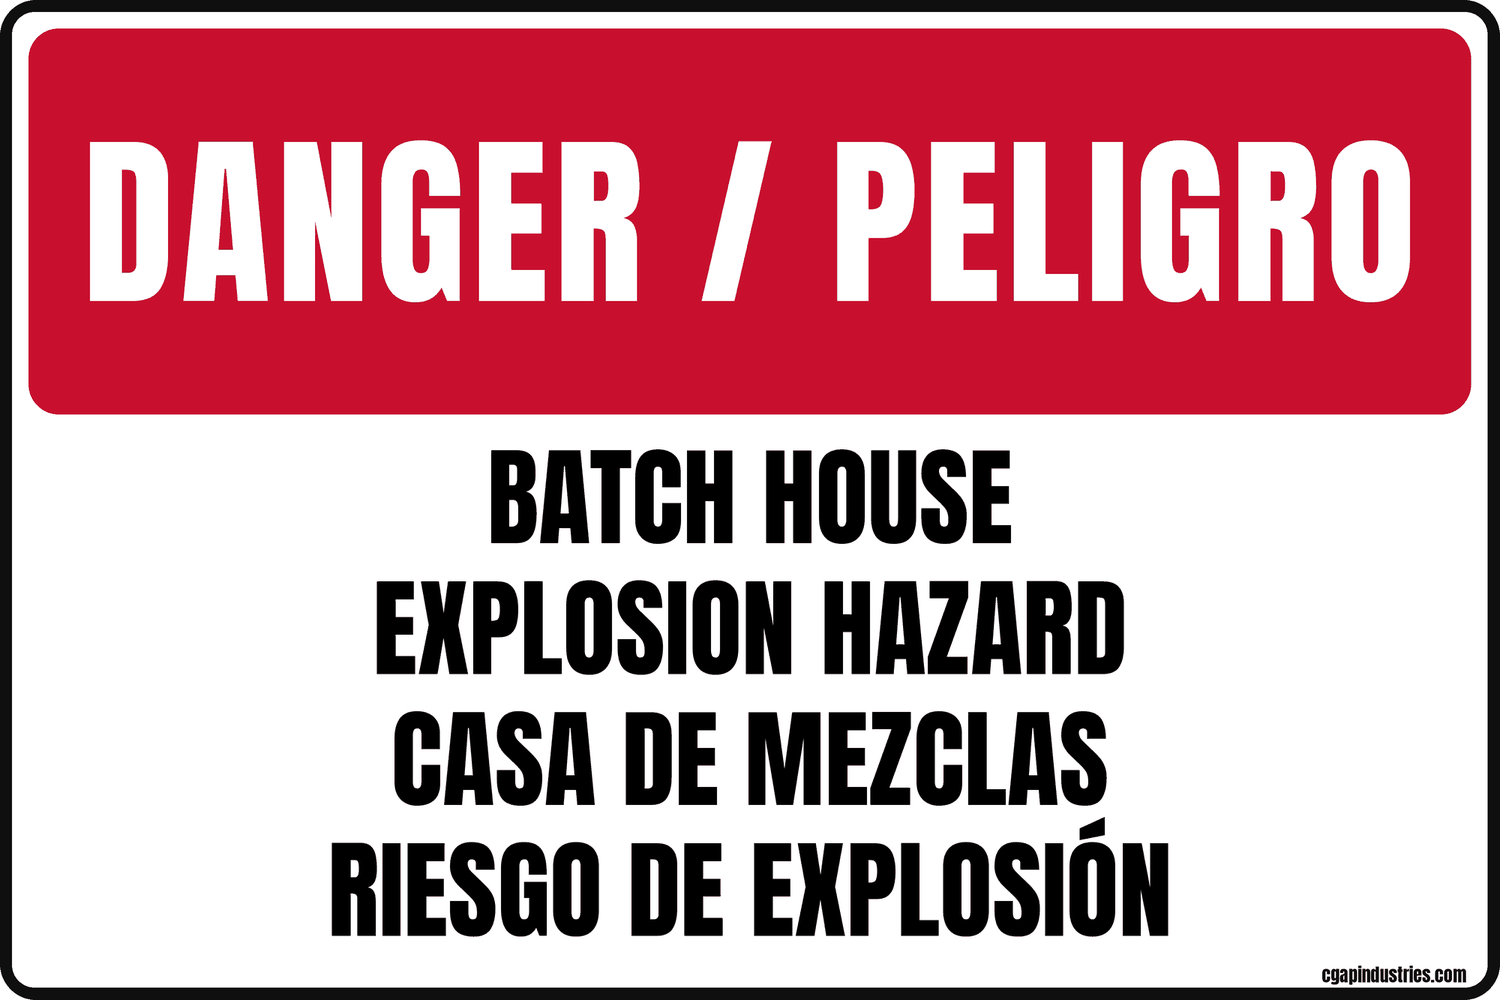 DANGER / PELIGRO
BATCH HOUSE
EXPLOSION HAZARD
CASA DE MEZCLAS
RIESGO DE EXPLOSIÓN
cgapindustries.com